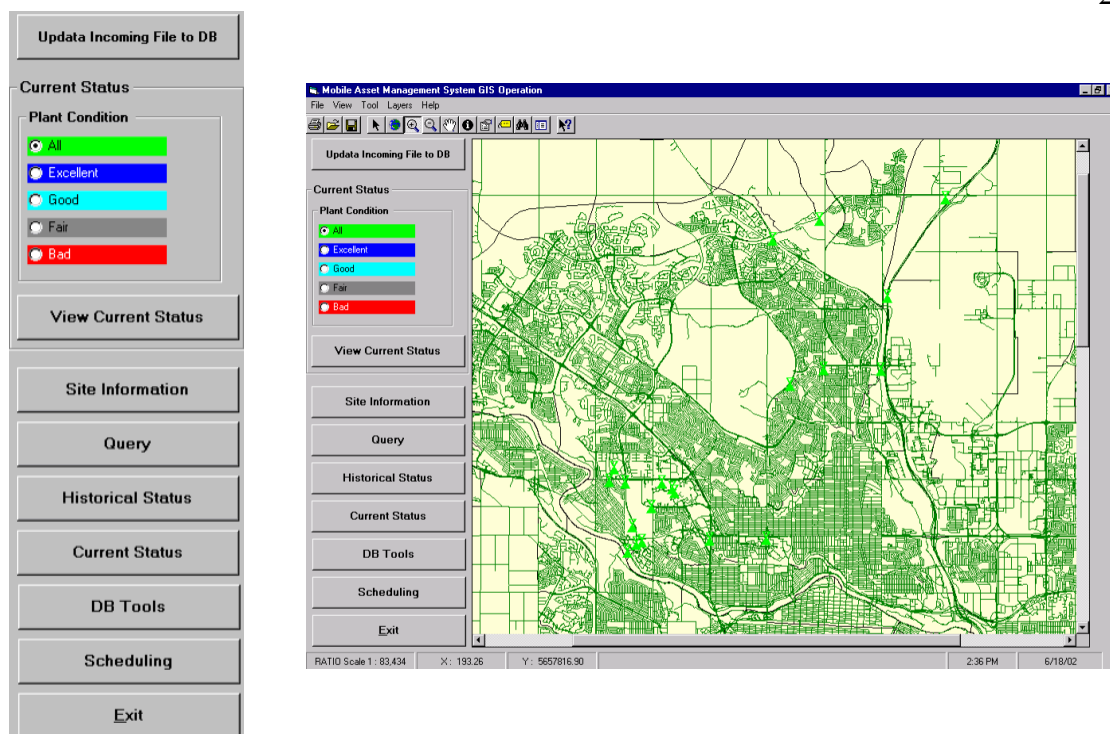 Updata Incoming File to DB
Current Status
Plant Condition
All
Excellent
Good
Fair
Bad
View Current Status
Site Information
Query
Historical Status
Current Status
DB Tools
Scheduling
Exit
Mobile Asset Management System GIS Operation
File View Tool Layers Help
Updata Incoming File to DB
Current Status
Plant Condition
All
Excellent
Good
Fair
Bad
View Current Status
Site Information
Query
Historical Status
Current Status
DB Tools
Scheduling
Exit
RATIO Scale 1 : 83,434 X : 193.26 Y : 5657816.90 2:36 PM 6/18/02